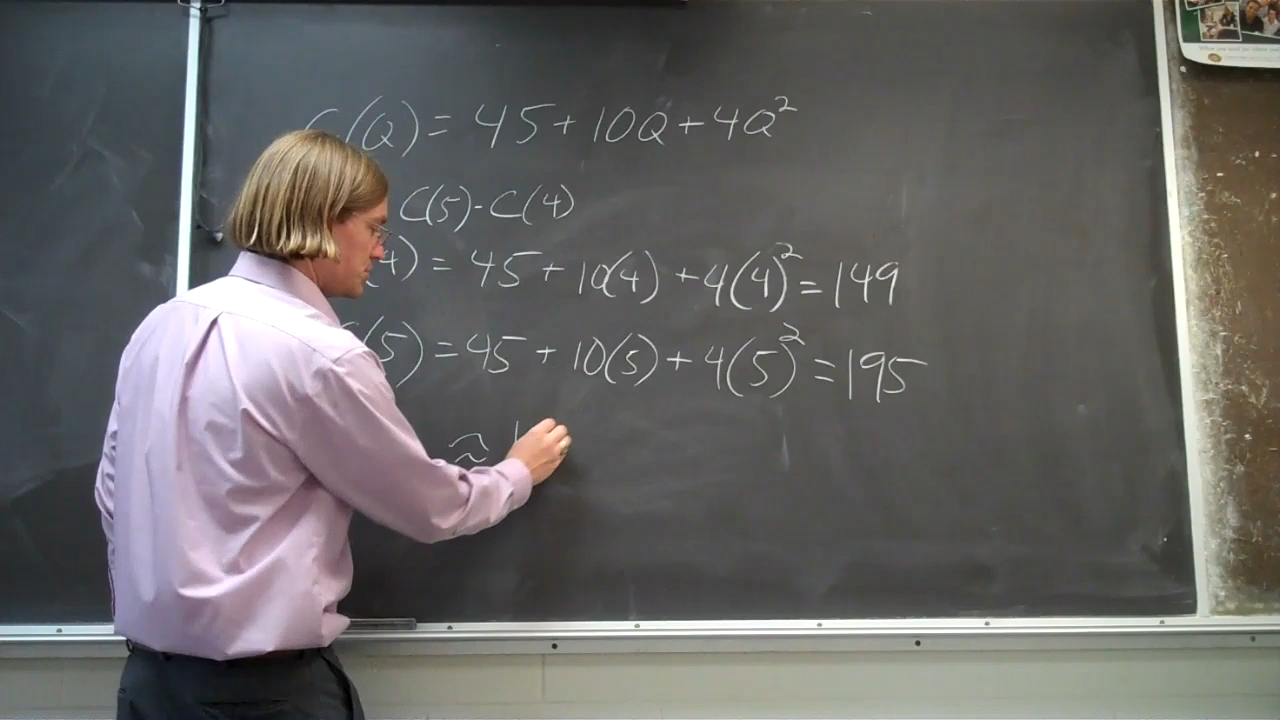 C(Q) = 45 + 10Q + 4Q²
C(5) - C(4)
4) = 45 + 10(4) + 4(4)² = 149
(5) = 45 + 10(5) + 4(5)² = 195
≈